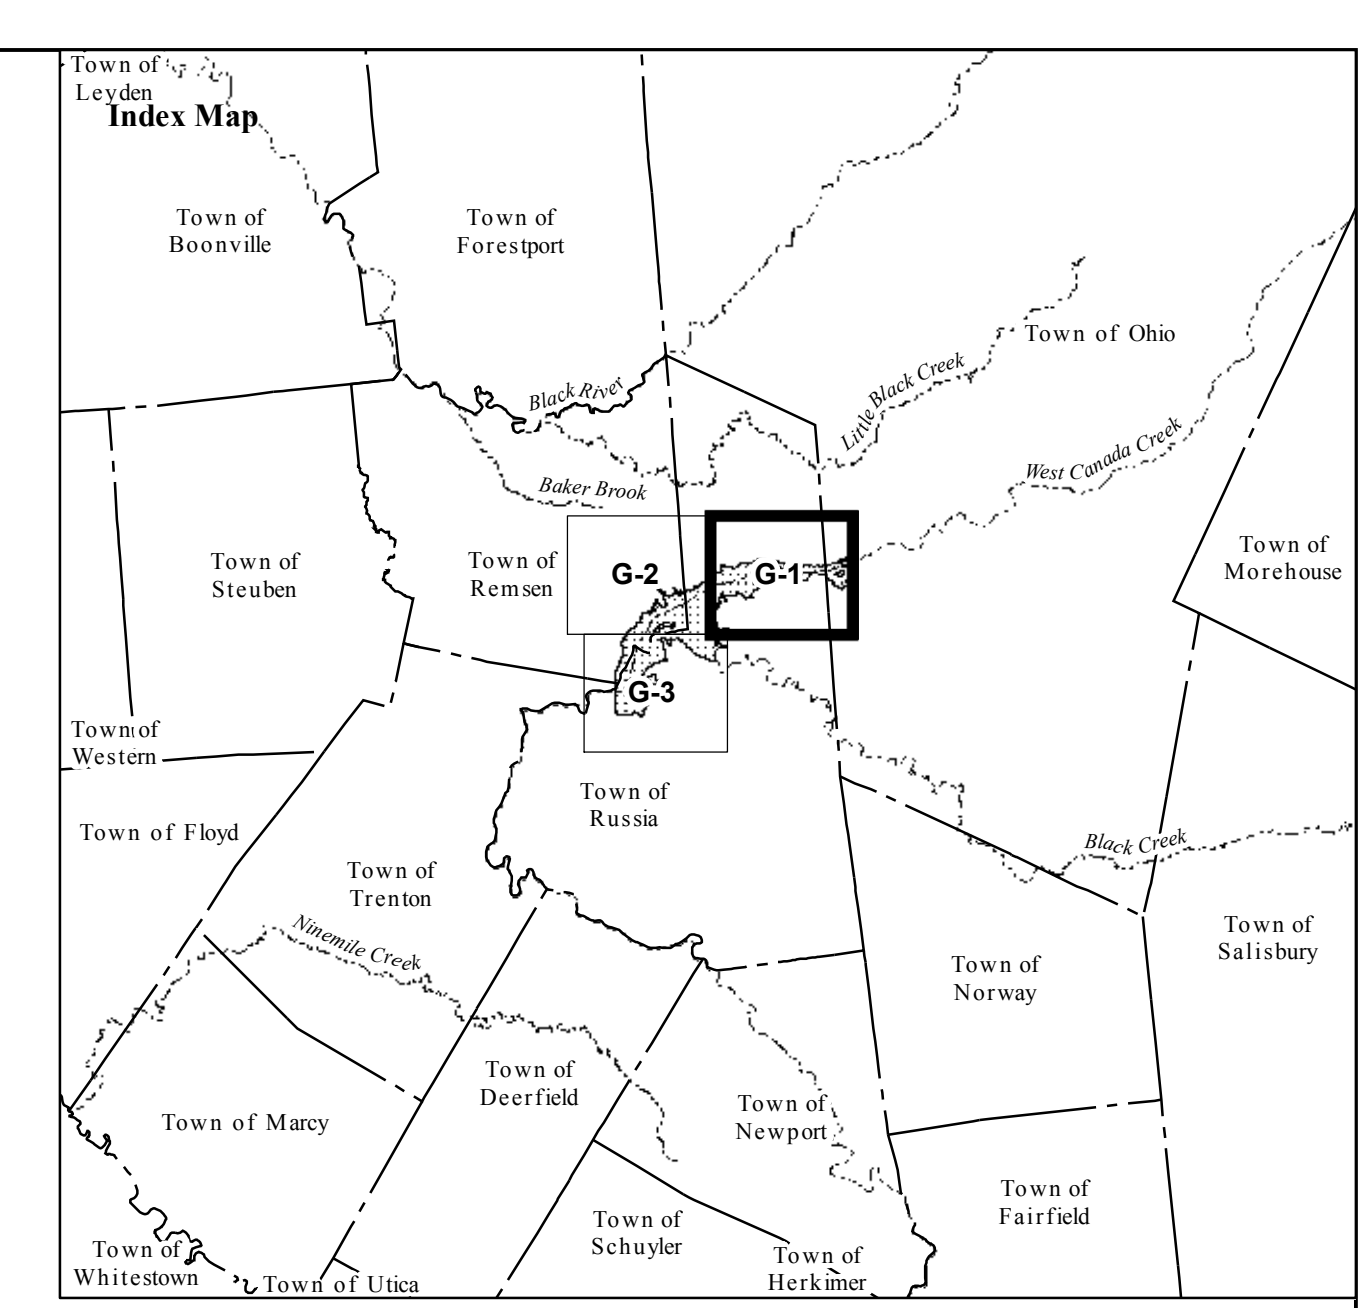 Town of
Leyden
Index Map
Town of
Boonville
Town of
Forestport
Town of Ohio
Black River
Little Black Creek
West Canada Creek
Baker Brook
Town of
Steuben
Town of
Remsen
G-2
G-1
Town of
Morehouse
G-3
Town of
Western
Town of
Russia
Town of Floyd
Black Creek
Town of
Trenton
Ninemile Creek
Town of
Salisbury
Town of
Norway
Town of
Deerfield
Town of Marcy
Town of
Newport
Town of
Fairfield
Town of
Schuyler
Town of
Whitestown
Town of Utica
Town of
Herkimer